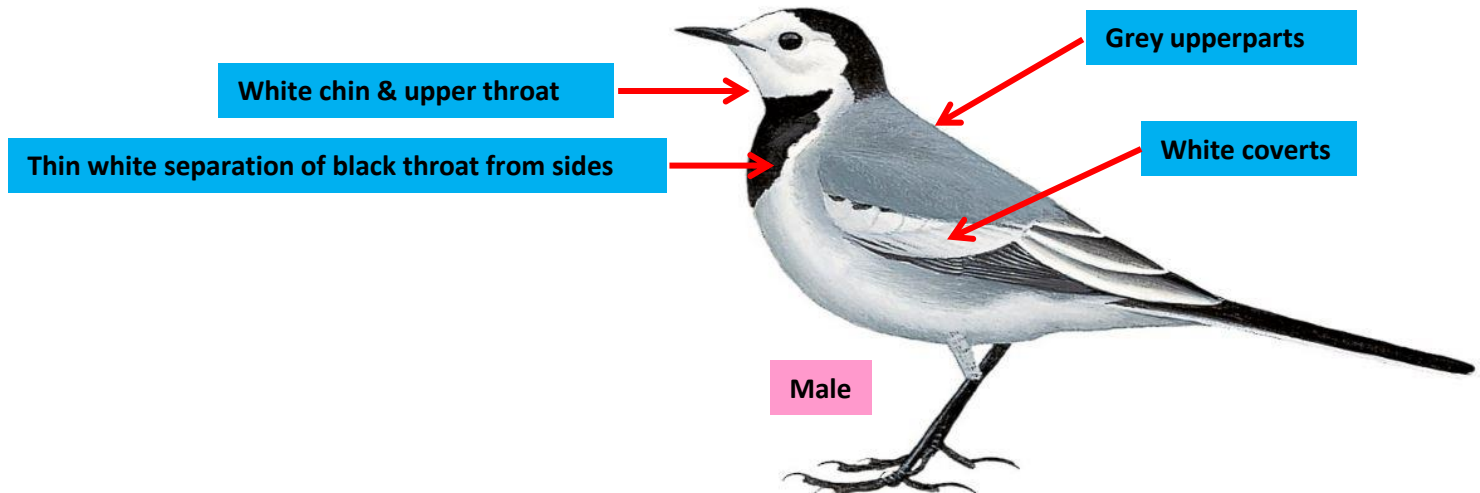 Grey upperparts
White chin & upper throat
White coverts
Thin white separation of black throat from sides
Male